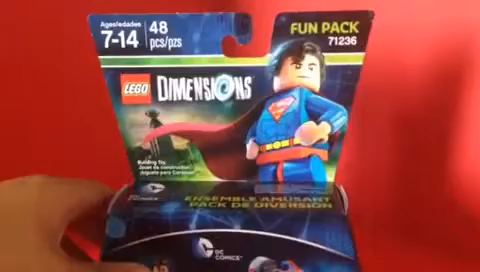 Ages/edades
7-14
48
pcs/pzs
FUN PACK
71236
LEGO DIMENSIONS
Building Toy
Jouet de construction
Juguete para Construir
ENSEMBLE AMUSANT
PACK DE DIVERSIÓN
DC COMICS